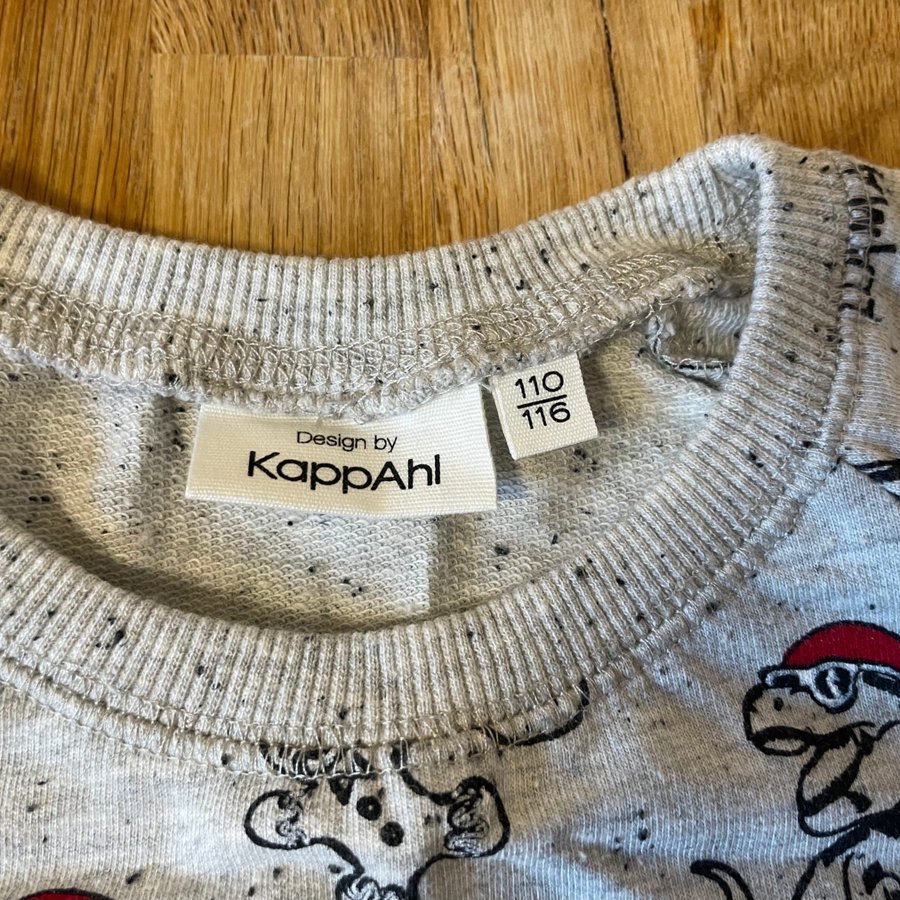 Design by
KappAhl
110
116